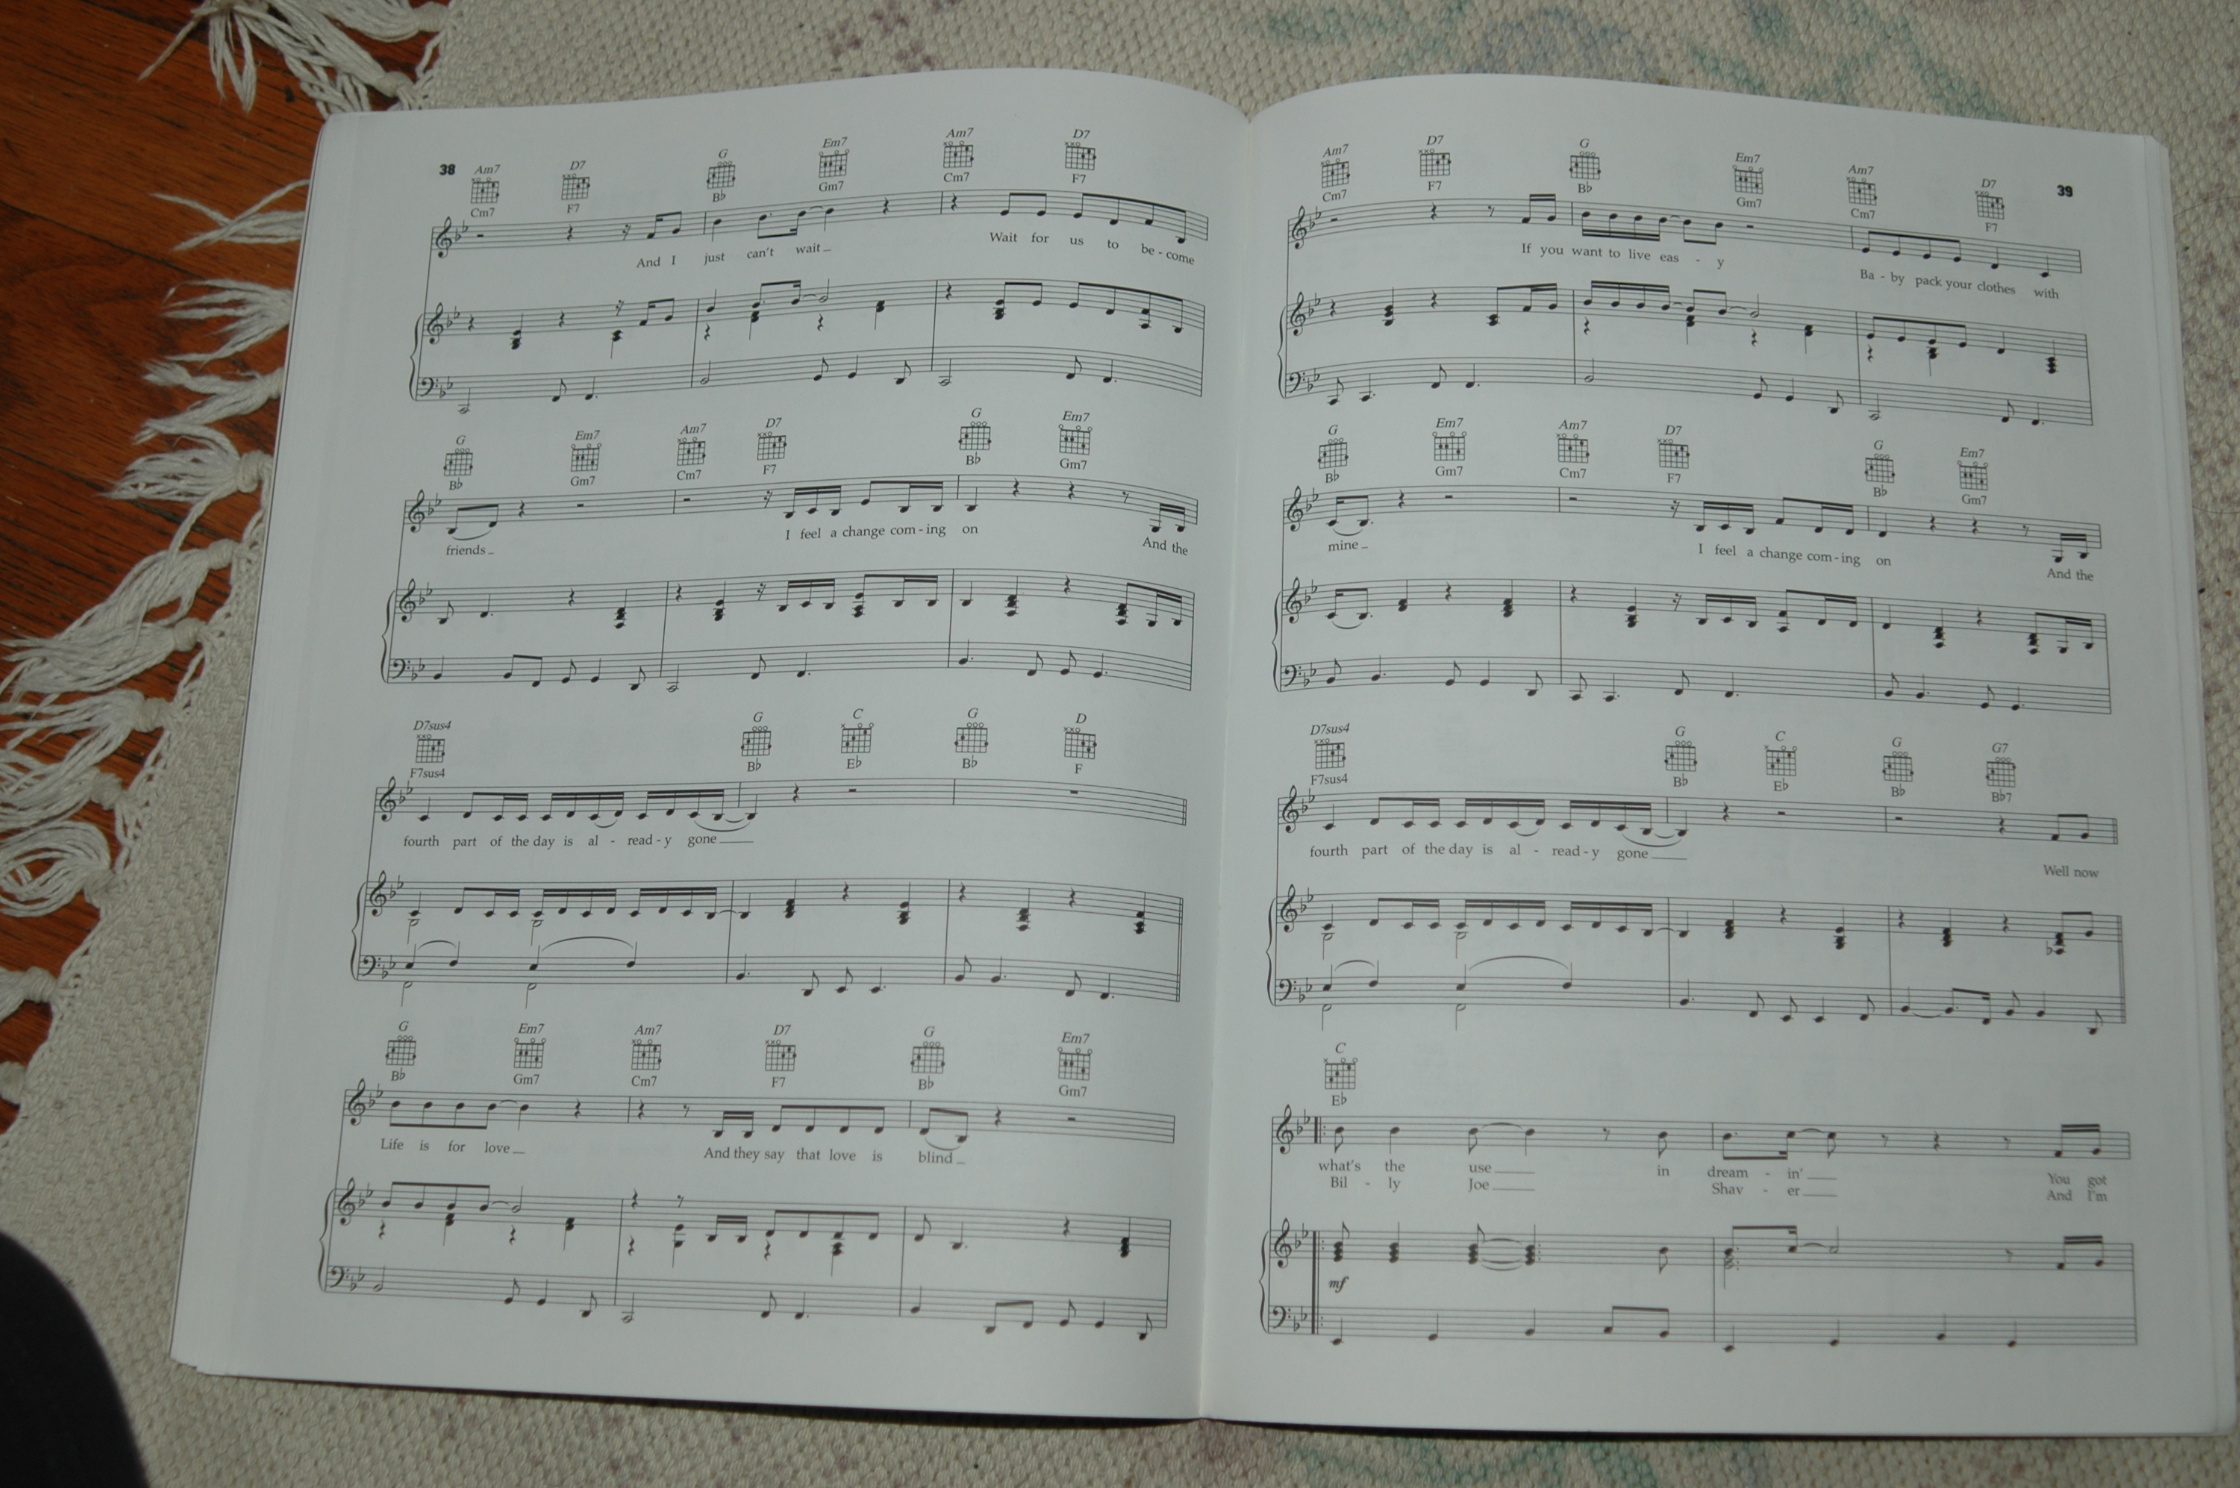 38
Am7 D7 G Em7 Am7 D7
Cm7 F7 B♭ Gm7 Cm7 F7
And I just can't wait Wait for us to be - come
G Em7 Am7 D7 G Em7
B♭ Gm7 Cm7 F7 B♭ Gm7
friends I feel a change com - ing on And the
D7sus4 G C G D
F7sus4 B♭ E♭ B♭ F
fourth part of the day is al - read - y gone
G Em7 Am7 D7 G Em7
B♭ Gm7 Cm7 F7 B♭ Gm7
Life is for love And they say that love is blind
39
Am7 D7 G Em7 Am7 D7
Cm7 F7 B♭ Gm7 Cm7 F7
If you want to live eas - y Ba - by pack your clothes with
G Em7 Am7 D7 G Em7
B♭ Gm7 Cm7 F7 B♭ Gm7
mine I feel a change com - ing on And the
D7sus4 G C G G7
F7sus4 B♭ E♭ B♭ B♭7
fourth part of the day is al - read - y gone Well now
C
E♭
what's the use in dream - in' You got
Bil - ly Joe Shav - er And I'm
mf